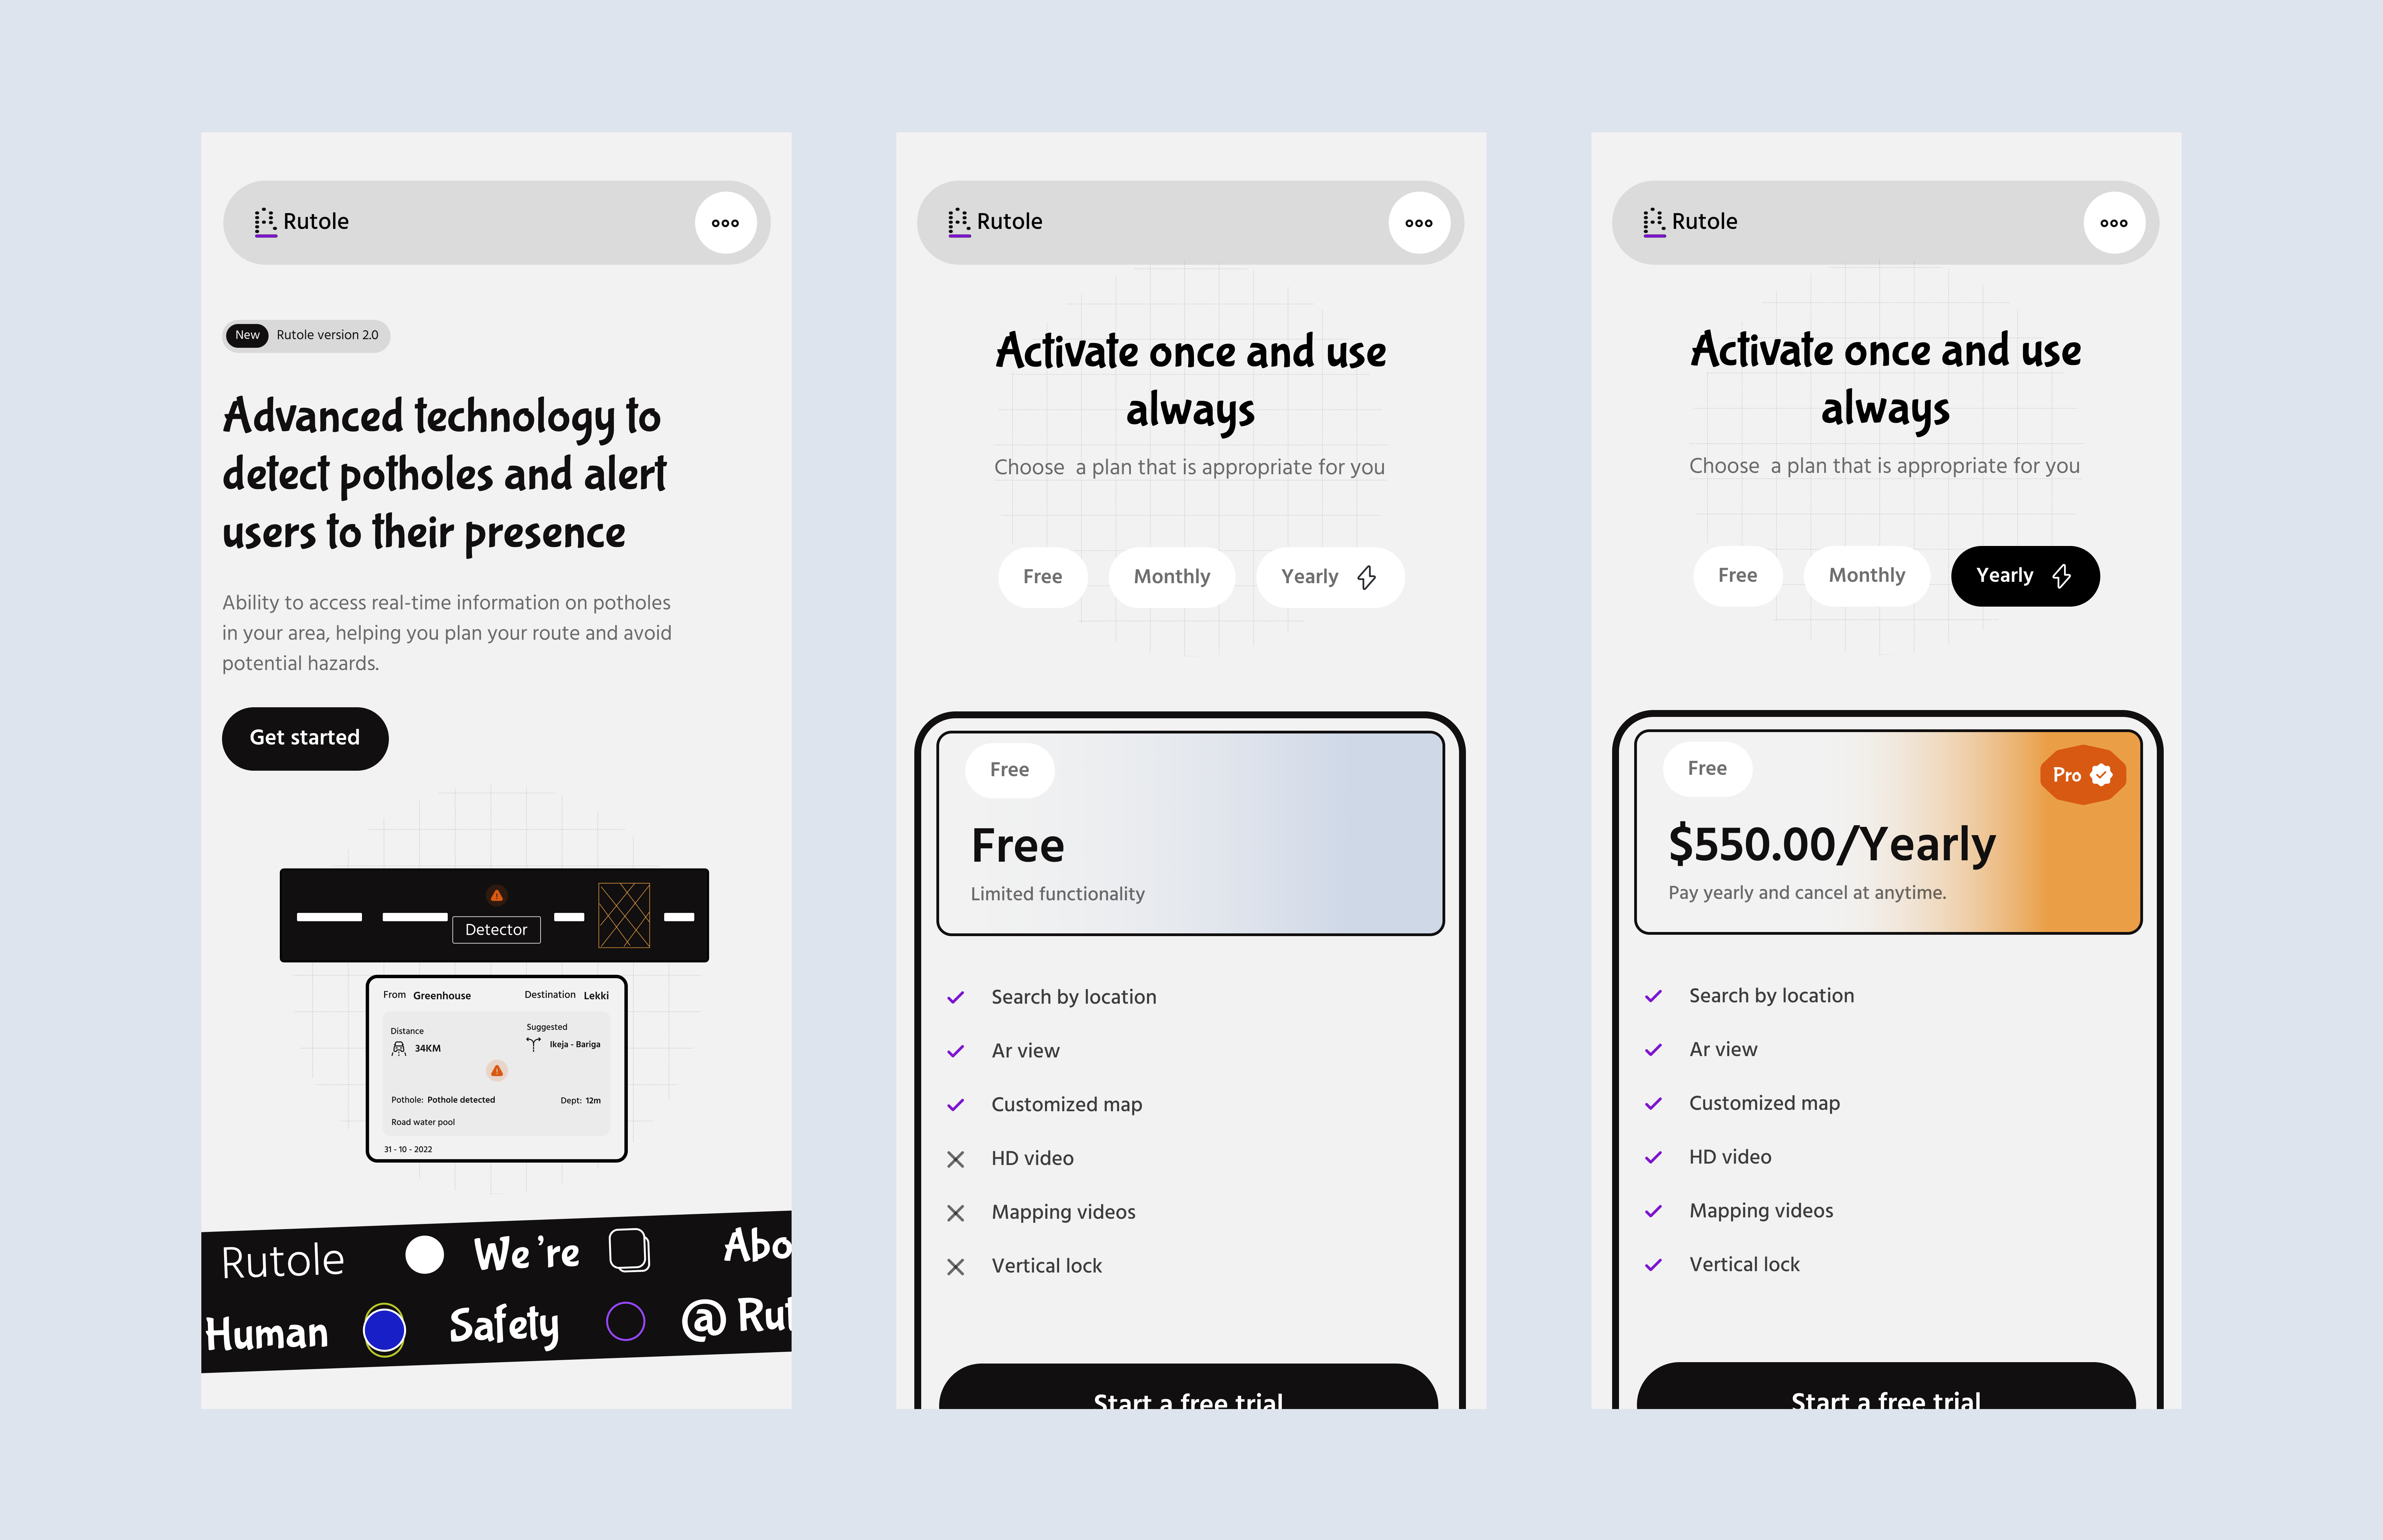 Rutole
New Rutole version 2.0
Advanced technology to
detect potholes and alert
users to their presence
Ability to access real-time information on potholes
in your area, helping you plan your route and avoid
potential hazards.
Get started
Detector
From Greenhouse Destination Lekki
Distance Suggested
34KM Ikeja - Bariga
Pothole: Pothole detected Dept: 12m
Road water pool
31 - 10 - 2022
Rutole We're Abo
Human Safety @ Rut
Rutole
Activate once and use
always
Choose  a plan that is appropriate for you
Free Monthly Yearly
Free
Free
Limited functionality
Search by location
Ar view
Customized map
HD video
Mapping videos
Vertical lock
Start a free trial
Rutole
Activate once and use
always
Choose  a plan that is appropriate for you
Free Monthly Yearly
Free Pro
$550.00/Yearly
Pay yearly and cancel at anytime.
Search by location
Ar view
Customized map
HD video
Mapping videos
Vertical lock
Start a free trial